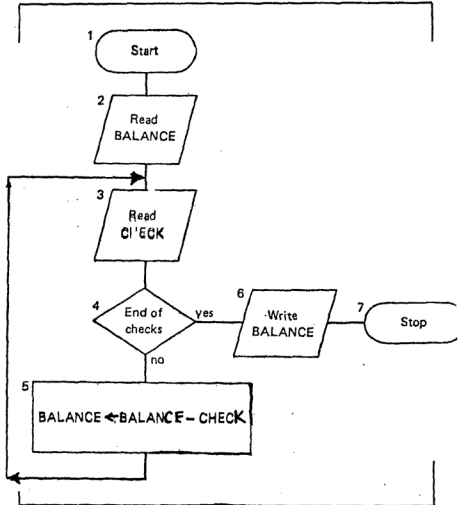 1
Start
2
Read
BALANCE
3
Read
CHECK
4
End of
checks
yes
6
Write
BALANCE
7
Stop
no
5
BALANCE ← BALANCE – CHECK